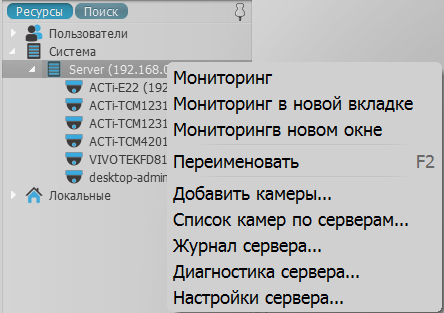 Ресурсы Поиск
Пользователи
Система
Server (192.168.0
ACTi-E22 (192
ACTi-TCM1231
ACTi-TCM1231
ACTi-TCM4201
VIVOTEKFD81
desktop-admin
Локальные
Мониторинг
Мониторинг в новой вкладке
Мониторингв новом окне
Переименовать F2
Добавить камеры...
Список камер по серверам...
Журнал сервера...
Диагностика сервера...
Настройки сервера...